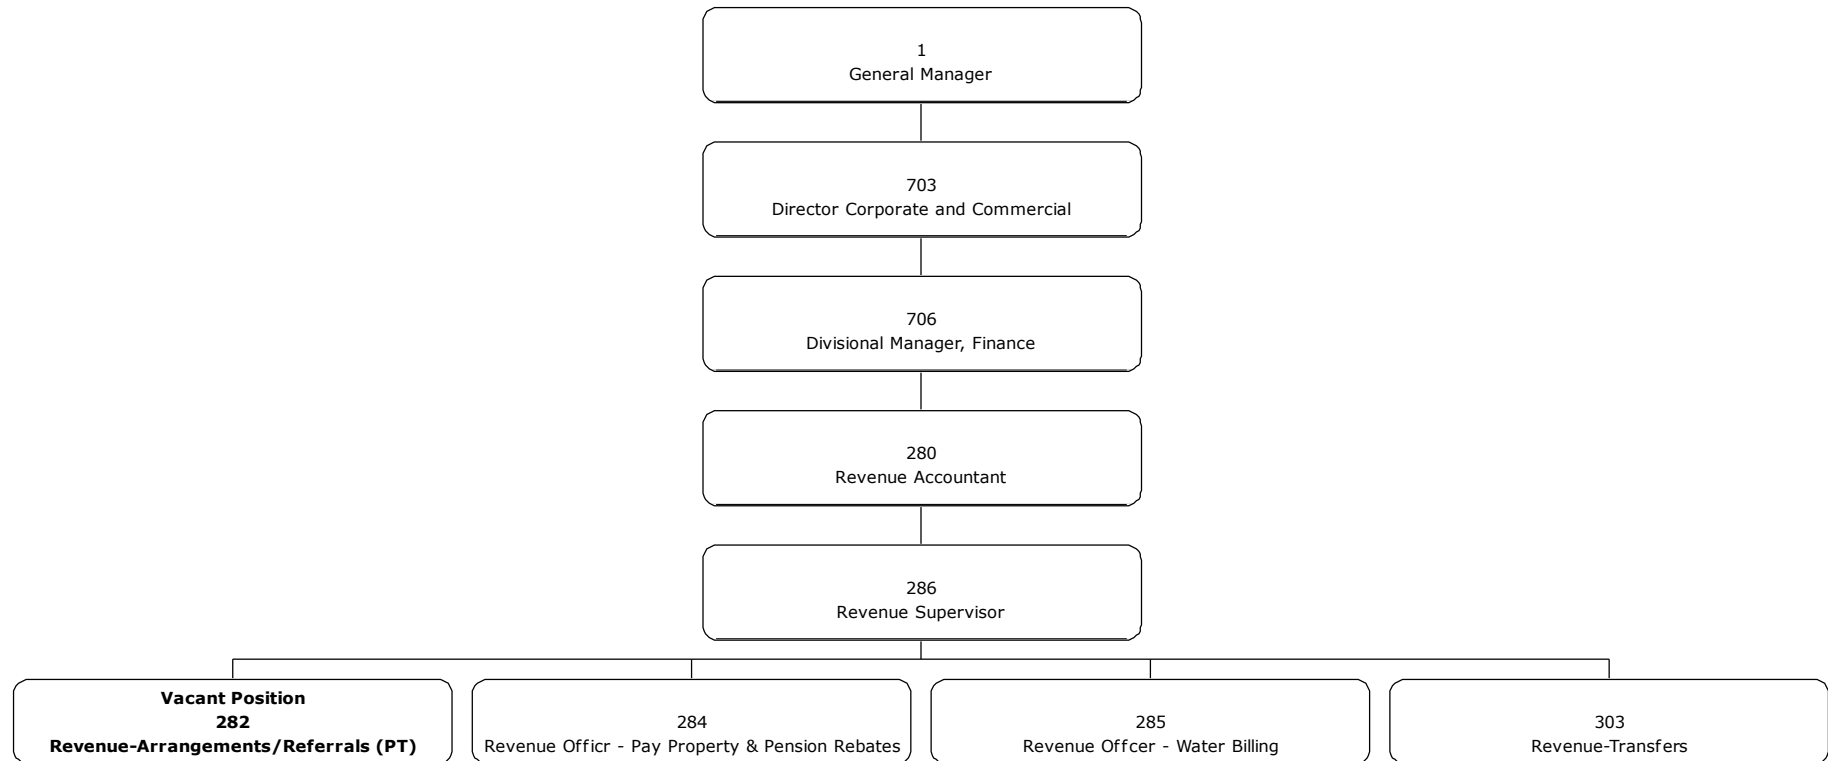 1
General Manager
703
Director Corporate and Commercial
706
Divisional Manager, Finance
280
Revenue Accountant
286
Revenue Supervisor
Vacant Position
282
Revenue-Arrangements/Referrals (PT)
284
Revenue Officr - Pay Property & Pension Rebates
285
Revenue Offcer - Water Billing
303
Revenue-Transfers